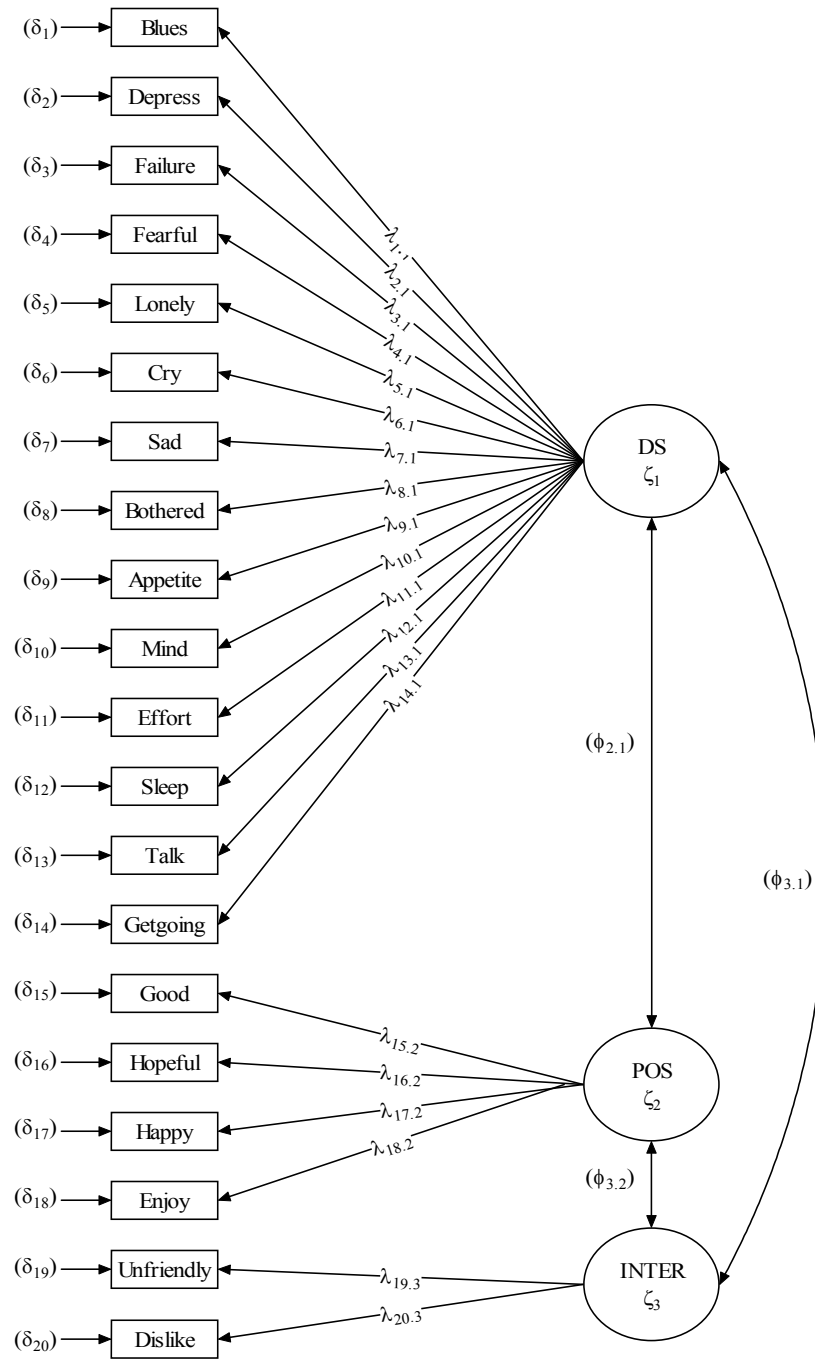 (δ₁) Blues
(δ₂) Depress
(δ₃) Failure
(δ₄) Fearful
(δ₅) Lonely
(δ₆) Cry
(δ₇) Sad
(δ₈) Bothered
(δ₉) Appetite
(δ₁₀) Mind
(δ₁₁) Effort
(δ₁₂) Sleep
(δ₁₃) Talk
(δ₁₄) Getgoing
(δ₁₅) Good
(δ₁₆) Hopeful
(δ₁₇) Happy
(δ₁₈) Enjoy
(δ₁₉) Unfriendly
(δ₂₀) Dislike
λ₁.₁
λ₂.₁
λ₃.₁
λ₄.₁
λ₅.₁
λ₆.₁
λ₇.₁
λ₈.₁
λ₉.₁
λ₁₀.₁
λ₁₁.₁
λ₁₂.₁
λ₁₃.₁
λ₁₄.₁
λ₁₅.₂
λ₁₆.₂
λ₁₇.₂
λ₁₈.₂
λ₁₉.₃
λ₂₀.₃
DS
ζ₁
(ϕ₂.₁)
(ϕ₃.₁)
POS
ζ₂
(ϕ₃.₂)
INTER
ζ₃